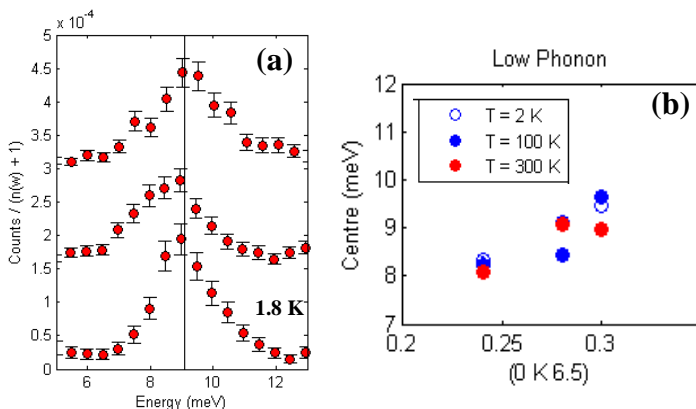 x 10⁻⁴
(a)
5
4.5
4
3.5
3
2.5
2
1.5
1
0.5
0
Counts / (n(w) + 1)
1.8 K
6 8 10 12
Energy (meV)
Low Phonon
(b)
12
11
10
9
8
7
Centre (meV)
T = 2 K
T = 100 K
T = 300 K
0.2 0.25 0.3
(0 K 6.5)